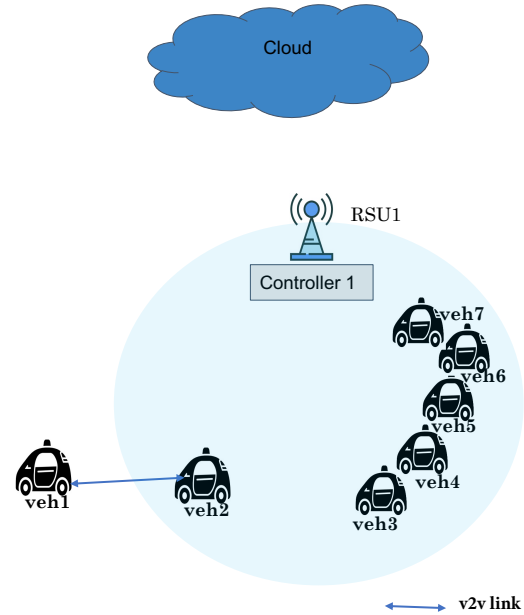 Cloud
RSU1
Controller 1
veh7
veh6
veh5
veh4
veh3
veh1
veh2
v2v link